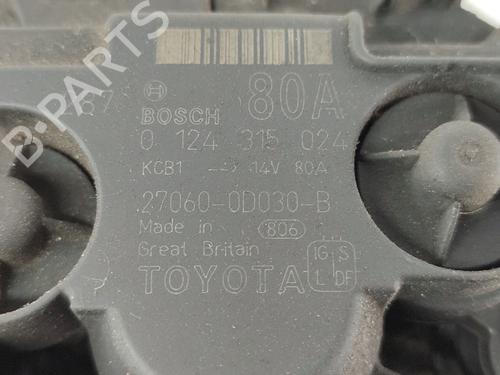 B-PARTS
67
BOSCH 80A
0 124 315 024
KCB1 --> 14V 80A
27060-0D030-B
Made in 806
Great Britain
TOYOTA
IG S
L DF